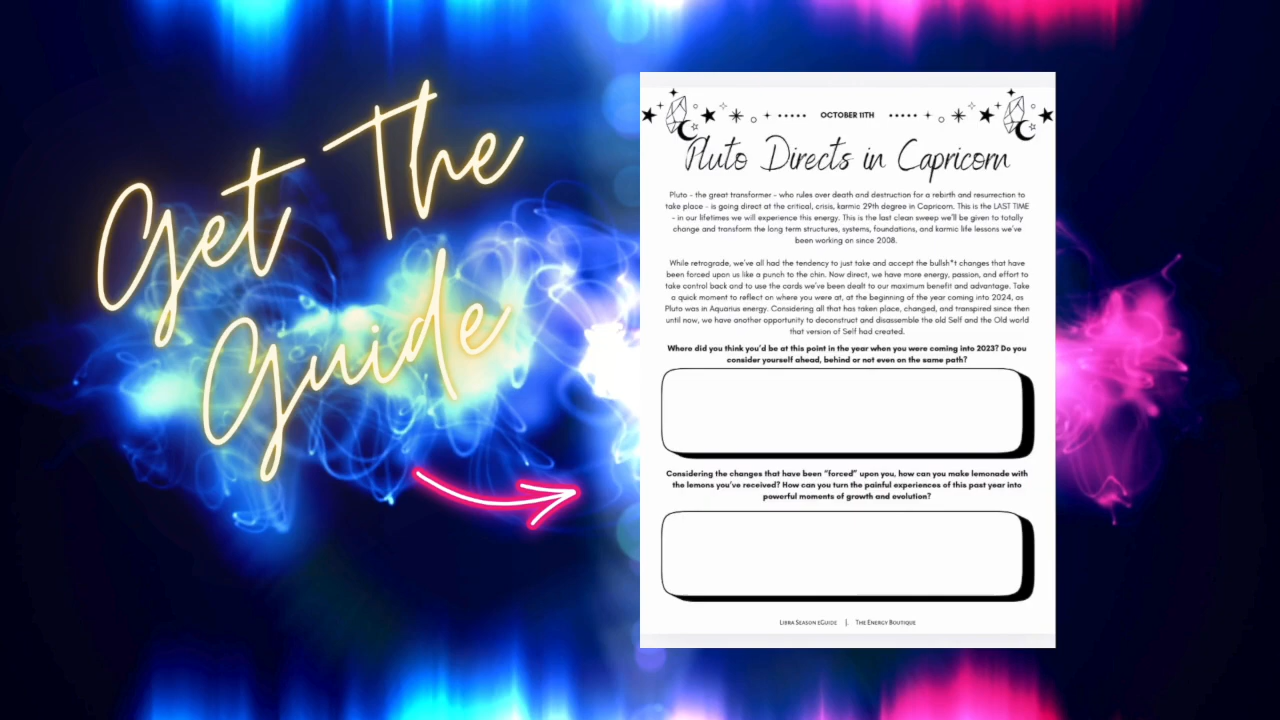 Get The
Guide
OCTOBER 11TH
Pluto Directs in Capricorn
Pluto - the great transformer - who rules over death and destruction for a rebirth and resurrection to
take place - is going direct at the critical, crisis, karmic 29th degree in Capricorn. This is the LAST TIME
- in our lifetimes we will experience this energy. This is the last clean sweep we'll be given to totally
change and transform the long term structures, systems, foundations, and karmic life lessons we've
been working on since 2008.
While retrograde, we've all had the tendency to just take and accept the bullsh*t changes that have
been forced upon us like a punch to the chin. Now direct, we have more energy, passion, and effort to
take control back and to use the cards we've been dealt to our maximum benefit and advantage. Take
a quick moment to reflect on where you were at, at the beginning of the year coming into 2024, as
Pluto was in Aquarius energy. Considering all that has taken place, changed, and transpired since then
until now, we have another opportunity to deconstruct and disassemble the old Self and the Old world
that version of Self had created.
Where did you think you'd be at this point in the year when you were coming into 2023? Do you
consider yourself ahead, behind or not even on the same path?
Considering the changes that have been "forced" upon you, how can you make lemonade with
the lemons you've received? How can you turn the painful experiences of this past year into
powerful moments of growth and evolution?
Libra Season eGuide | The Energy Boutique